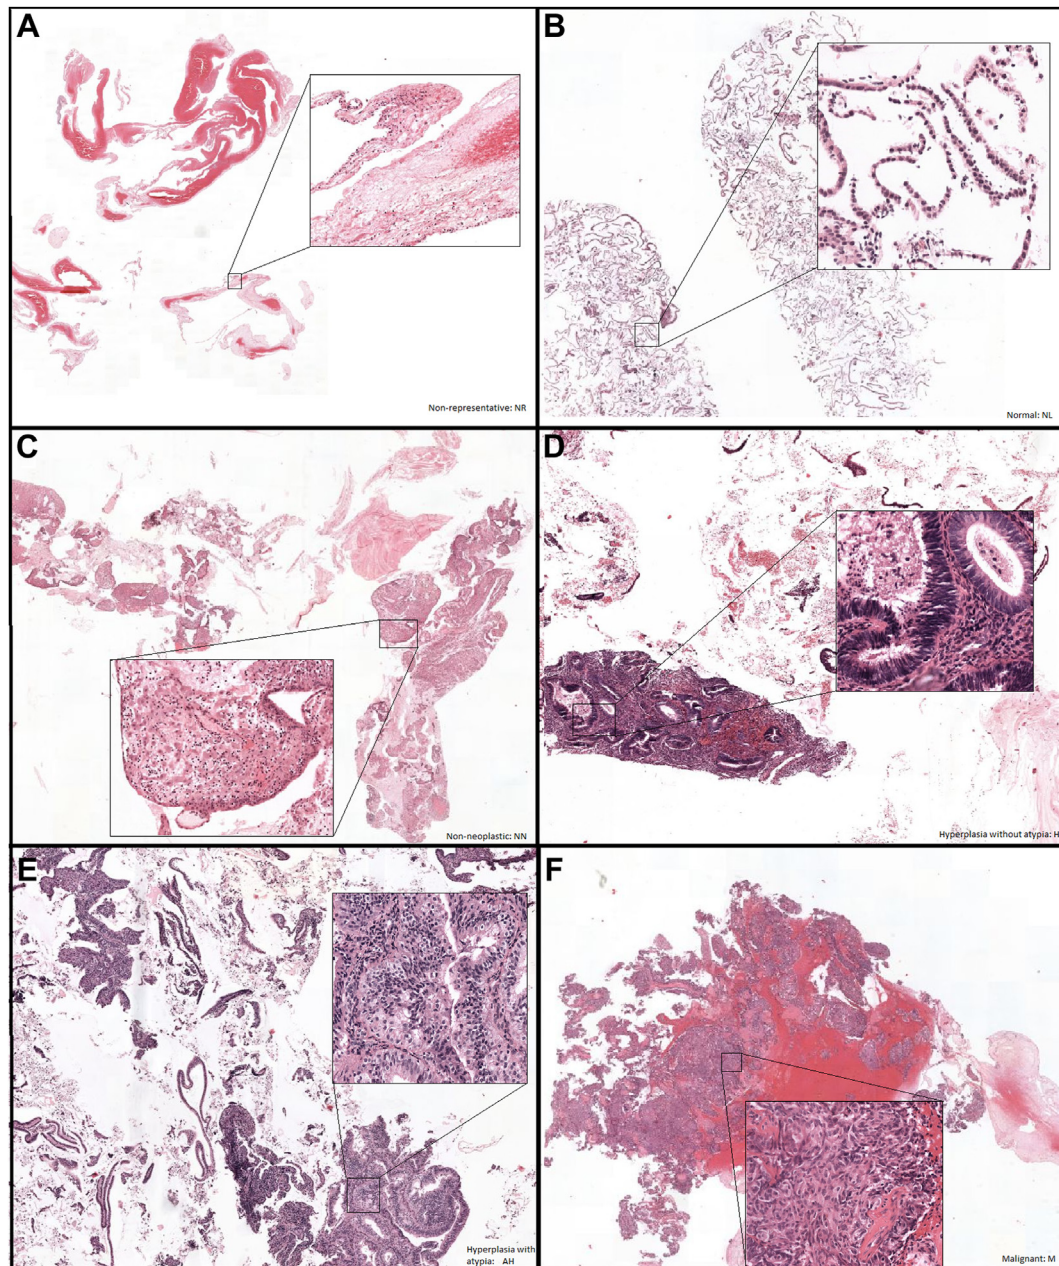 A
Non-representative: NR
B
Normal: NL
C
Non-neoplastic: NN
D
Hyperplasia without atypia: H
E
Hyperplasia with
atypia: AH
F
Malignant: M